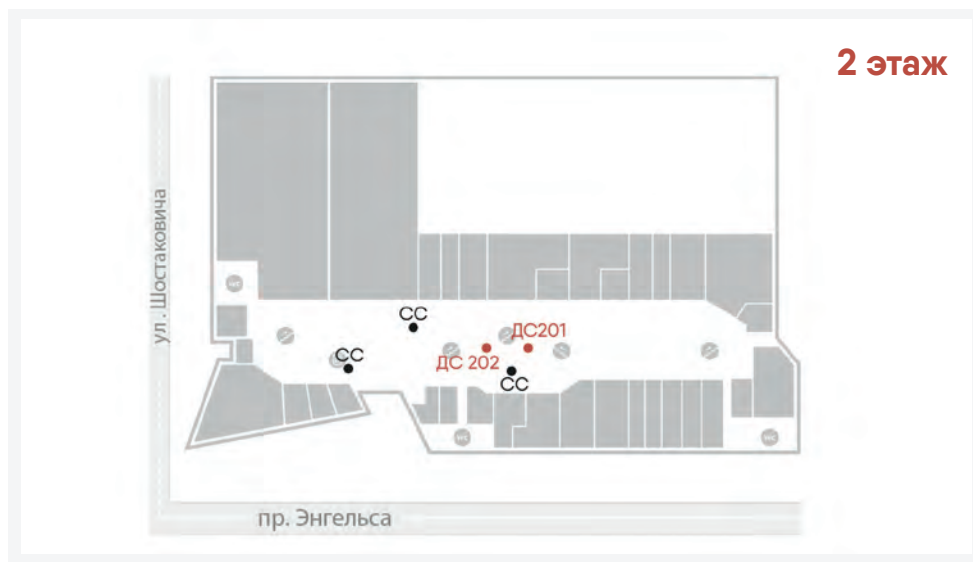 2 этаж
ул. Шостаковича
СС
ДС201
СС
ДС 202
СС
пр. Энгельса